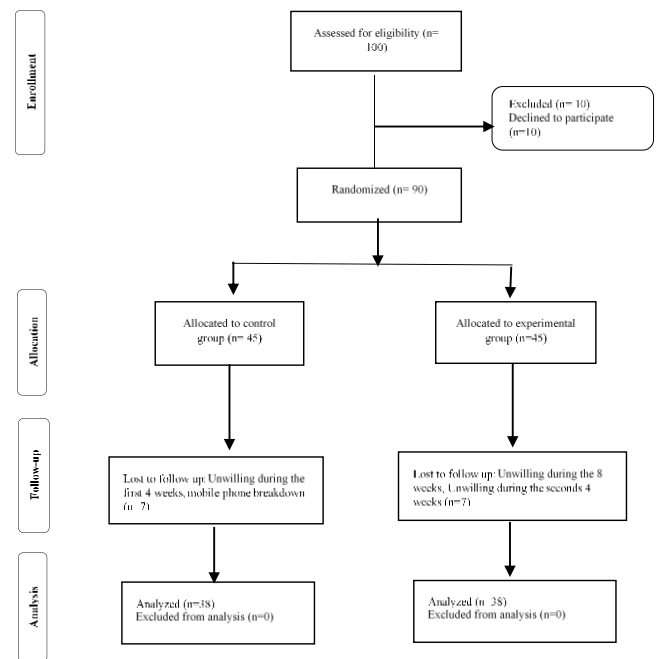 Enrollment
Assessed for eligibility (n=
100)
Excluded (n= 10)
Declined to participate
(n=10)
Randomized (n= 90)
Allocation
Allocated to control
group (n= 45)
Allocated to experimental
group (n=45)
Follow-up
Lost to follow up: Unwilling during the
first 4 weeks, mobile phone breakdown
(n=7)
Lost to follow up: Unwilling during the 8
weeks, Unwilling during the seconds 4
weeks (n=7)
Analysis
Analyzed (n=38)
Excluded from analysis (n=0)
Analyzed (n=38)
Excluded from analysis (n=0)